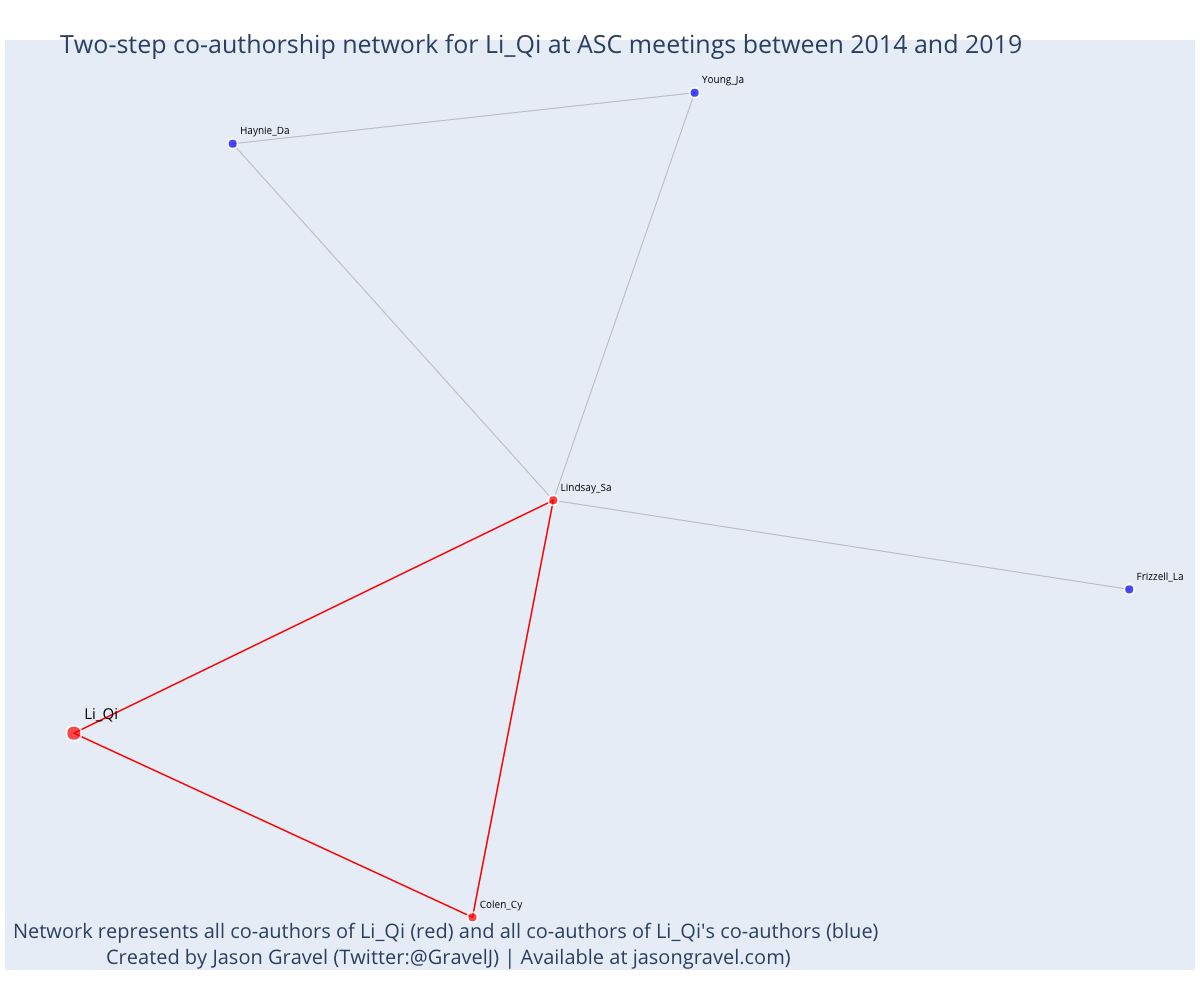 Two-step co-authorship network for Li_Qi at ASC meetings between 2014 and 2019
Young_Ja
Haynie_Da
Lindsay_Sa
Frizzell_La
Li_Qi
Colen_Cy
Network represents all co-authors of Li_Qi (red) and all co-authors of Li_Qi's co-authors (blue)
Created by Jason Gravel (Twitter:@GravelJ) | Available at jasongravel.com)